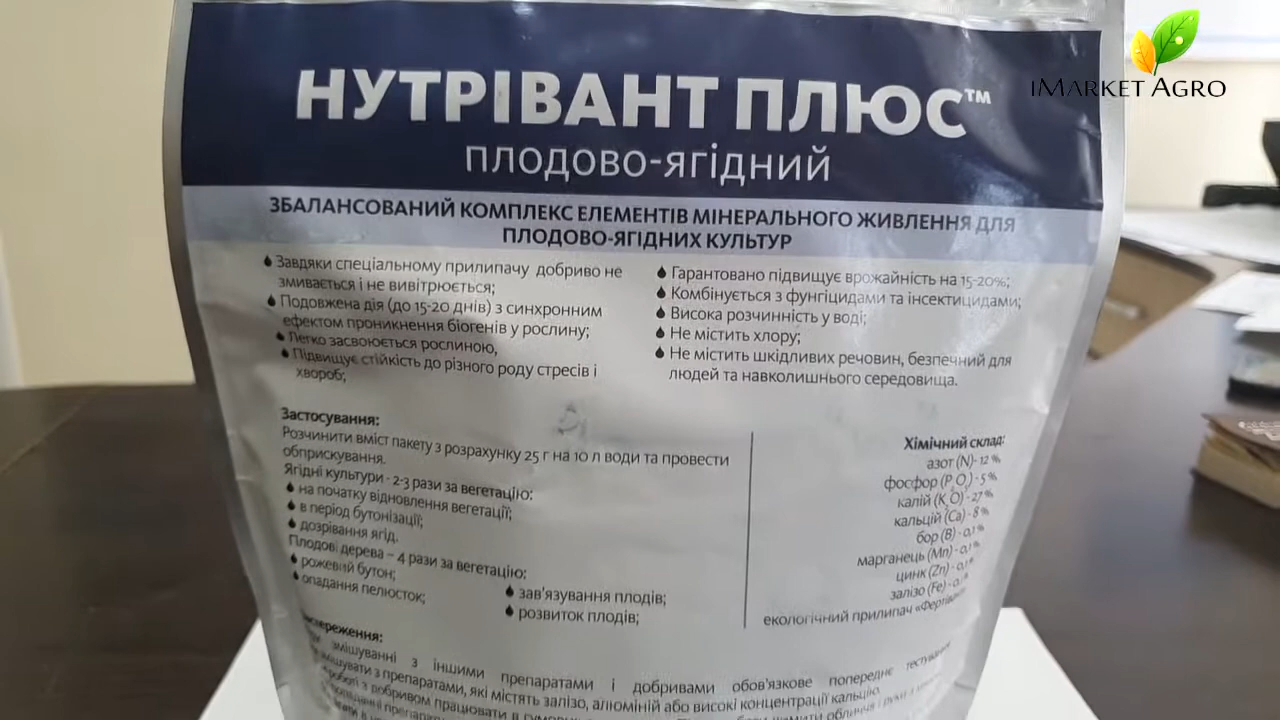 iMARKET AGRO
НУТРІВАНТ ПЛЮС™
плодово-ягідний
ЗБАЛАНСОВАНИЙ КОМПЛЕКС ЕЛЕМЕНТІВ МІНЕРАЛЬНОГО ЖИВЛЕННЯ ДЛЯ
ПЛОДОВО-ЯГІДНИХ КУЛЬТУР
Завдяки спеціальному прилипачу добриво не
змивається і не вивітрюється;
Подовжена дія (до 15-20 днів) з синхронним
ефектом проникнення біогенів у рослину;
Легко засвоюється рослиною,
Підвищує стійкість до різного роду стресів і
хвороб;
Гарантовано підвищує врожайність на 15-20%;
Комбінується з фунгіцидами та інсектицидами;
Висока розчинність у воді;
Не містить хлору;
Не містить шкідливих речовин, безпечний для
людей та навколишнього середовища.
Застосування:
Розчинити вміст пакету з розрахунку 25 г на 10 л води та провести
обприскування.
Ягідні культури - 2-3 рази за вегетацію:
на початку відновлення вегетації;
в період бутонізації;
дозрівання ягід.
Плодові дерева – 4 рази за вегетацію:
рожевий бутон;
опадання пелюсток;
зав'язування плодів;
розвиток плодів;
Хімічний склад:
азот (N)- 12 %
фосфор (P2O5) - 5 %
калій (K2O) - 27 %
кальцій (Ca) - 8 %
бор (B) - 0,1 %
марганець (Mn) - 0,1 %
цинк (Zn) - 0,1 %
залізо (Fe) - 0,1 %
екологічний прилипач «Фертівант»
змішуванні з іншими препаратами і добривами обов'язкове попереднє тестування
з препаратами, які містять залізо, алюміній або високі концентрації кальцію.
з добривом працювати в